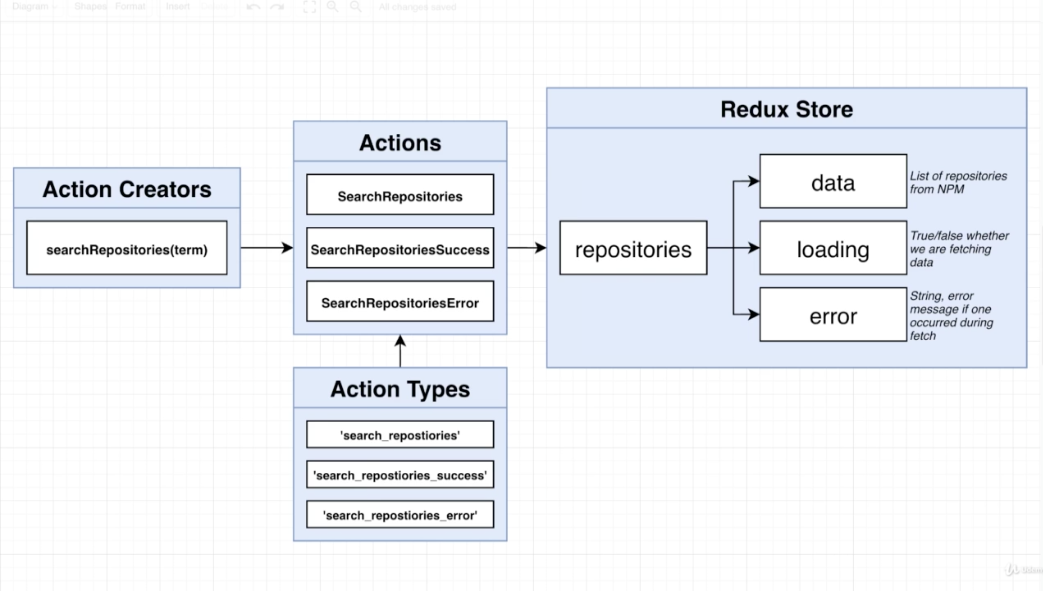 Diagram Shapes Format Insert All changes saved
Redux Store
Actions
Action Creators
searchRepositories(term)
SearchRepositories
SearchRepositoriesSuccess
SearchRepositoriesError
repositories
data
List of repositories
from NPM
loading
True/false whether
we are fetching
data
error
String, error
message if one
occurred during
fetch
Action Types
'search_repostiories'
'search_repostiories_success'
'search_repostiories_error'